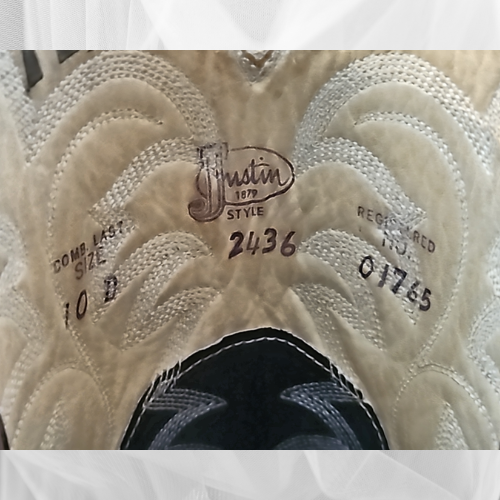 Justin
1879
STYLE
2436
COMB. LAST
SIZE
10 D
REGISTERED
NO.
01765